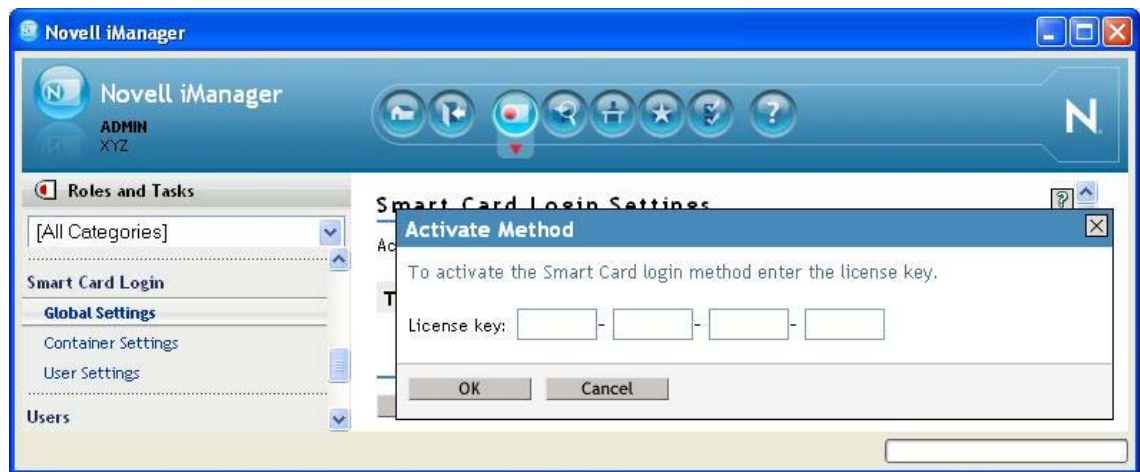 Novell iManager
Novell iManager
ADMIN
XYZ
N
Roles and Tasks
[All Categories]
Smart Card Login
Global Settings
Container Settings
User Settings
Users
Smart Card Login Settings
Activate Method
To activate the Smart Card login method enter the license key.
License key: - - -
OK Cancel